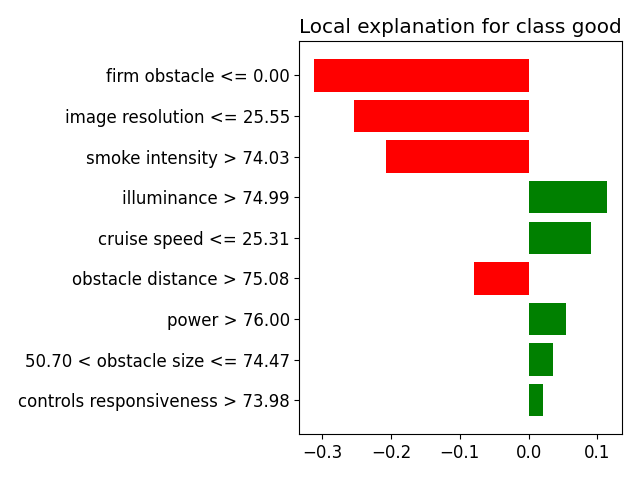 Local explanation for class good
firm obstacle <= 0.00
image resolution <= 25.55
smoke intensity > 74.03
illuminance > 74.99
cruise speed <= 25.31
obstacle distance > 75.08
power > 76.00
50.70 < obstacle size <= 74.47
controls responsiveness > 73.98
−0.3 −0.2 −0.1 0.0 0.1